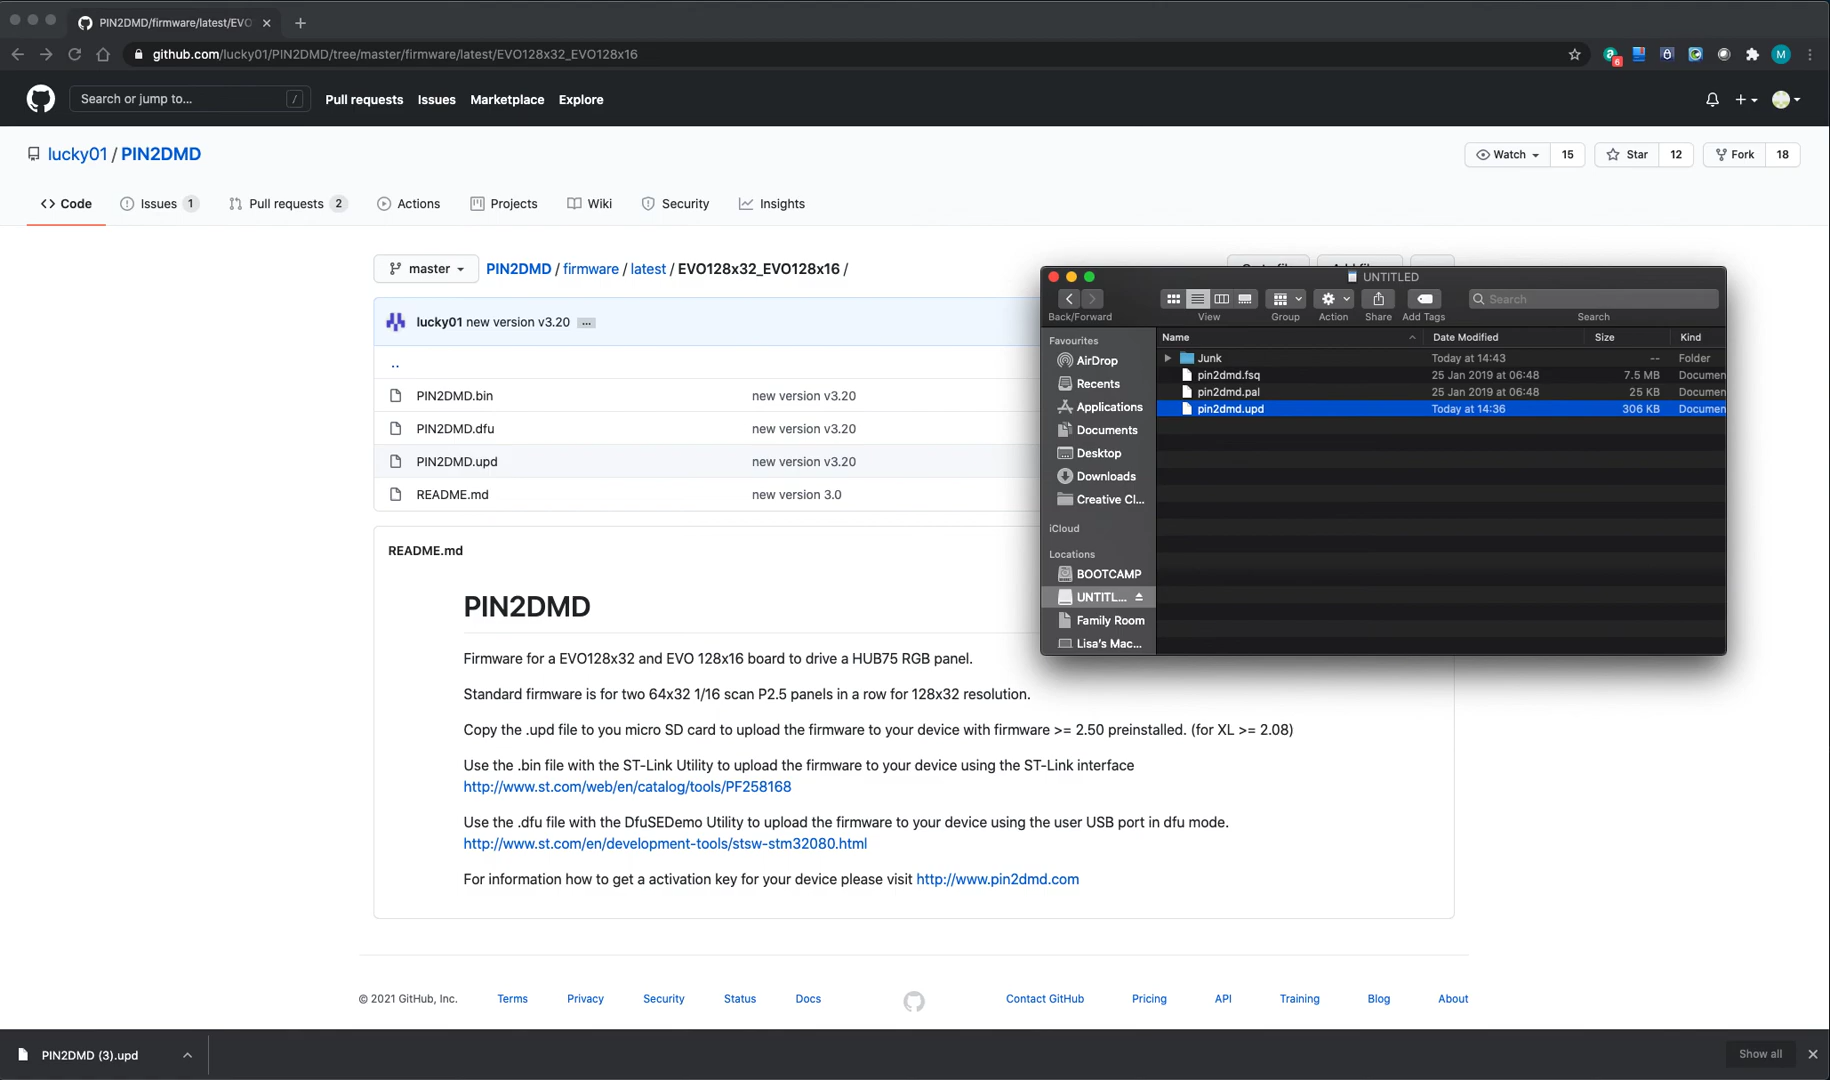 PIN2DMD/firmware/latest/EVO
github.com/lucky01/PIN2DMD/tree/master/firmware/latest/EVO128x32_EVO128x16
6
M
Search or jump to... /
Pull requests Issues Marketplace Explore
lucky01 / PIN2DMD
Watch 15
Star 12
Fork 18
Code
Issues 1
Pull requests 2
Actions
Projects
Wiki
Security
Insights
master
PIN2DMD / firmware / latest / EVO128x32_EVO128x16 /
lucky01 new version v3.20 ...
..
PIN2DMD.bin new version v3.20
PIN2DMD.dfu new version v3.20
PIN2DMD.upd new version v3.20
README.md new version 3.0
README.md
PIN2DMD
Firmware for a EVO128x32 and EVO 128x16 board to drive a HUB75 RGB panel.
Standard firmware is for two 64x32 1/16 scan P2.5 panels in a row for 128x32 resolution.
Copy the .upd file to you micro SD card to upload the firmware to your device with firmware >= 2.50 preinstalled. (for XL >= 2.08)
Use the .bin file with the ST-Link Utility to upload the firmware to your device using the ST-Link interface
http://www.st.com/web/en/catalog/tools/PF258168
Use the .dfu file with the DfuSEDemo Utility to upload the firmware to your device using the user USB port in dfu mode.
http://www.st.com/en/development-tools/stsw-stm32080.html
For information how to get a activation key for your device please visit http://www.pin2dmd.com
UNTITLED
Back/Forward View Group Action Share Add Tags Search
Search
Favourites
AirDrop
Recents
Applications
Documents
Desktop
Downloads
Creative Cl...
iCloud
Locations
BOOTCAMP
UNTITL...
Family Room
Lisa's Mac...
Name Date Modified Size Kind
Junk Today at 14:43 -- Folder
pin2dmd.fsq 25 Jan 2019 at 06:48 7.5 MB Documen
pin2dmd.pal 25 Jan 2019 at 06:48 25 KB Documen
pin2dmd.upd Today at 14:36 306 KB Documen
© 2021 GitHub, Inc. Terms Privacy Security Status Docs Contact GitHub Pricing API Training Blog About
PIN2DMD (3).upd
Show all